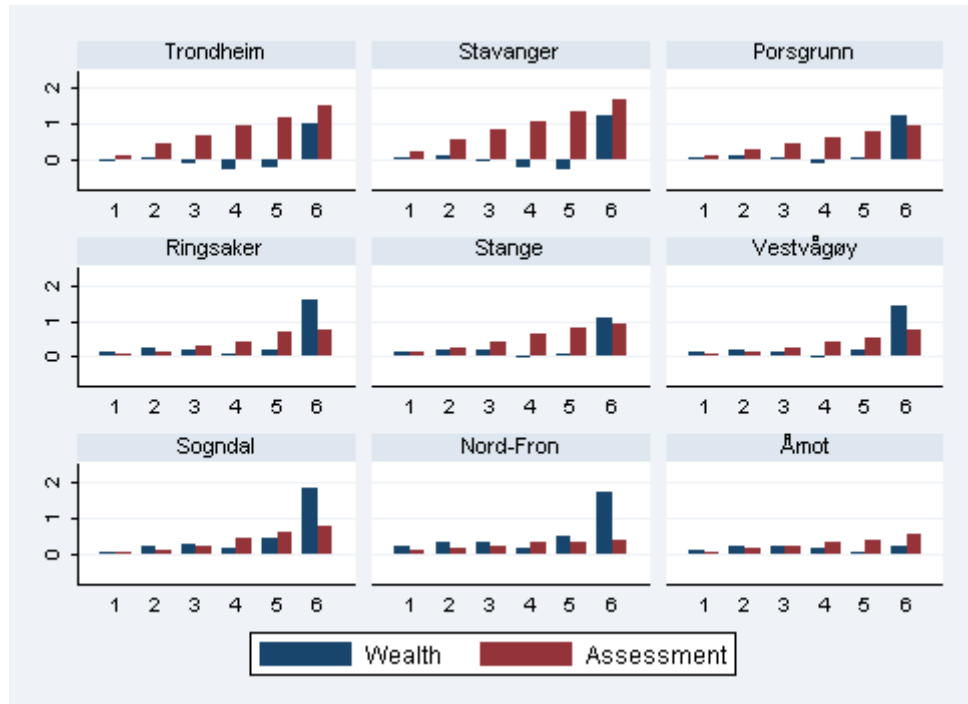 Trondheim Stavanger Porsgrunn
2
1
0
1 2 3 4 5 6 1 2 3 4 5 6 1 2 3 4 5 6
Ringsaker Stange Vestvågøy
2
1
0
1 2 3 4 5 6 1 2 3 4 5 6 1 2 3 4 5 6
Sogndal Nord-Fron Åmot
2
1
0
1 2 3 4 5 6 1 2 3 4 5 6 1 2 3 4 5 6
Wealth Assessment